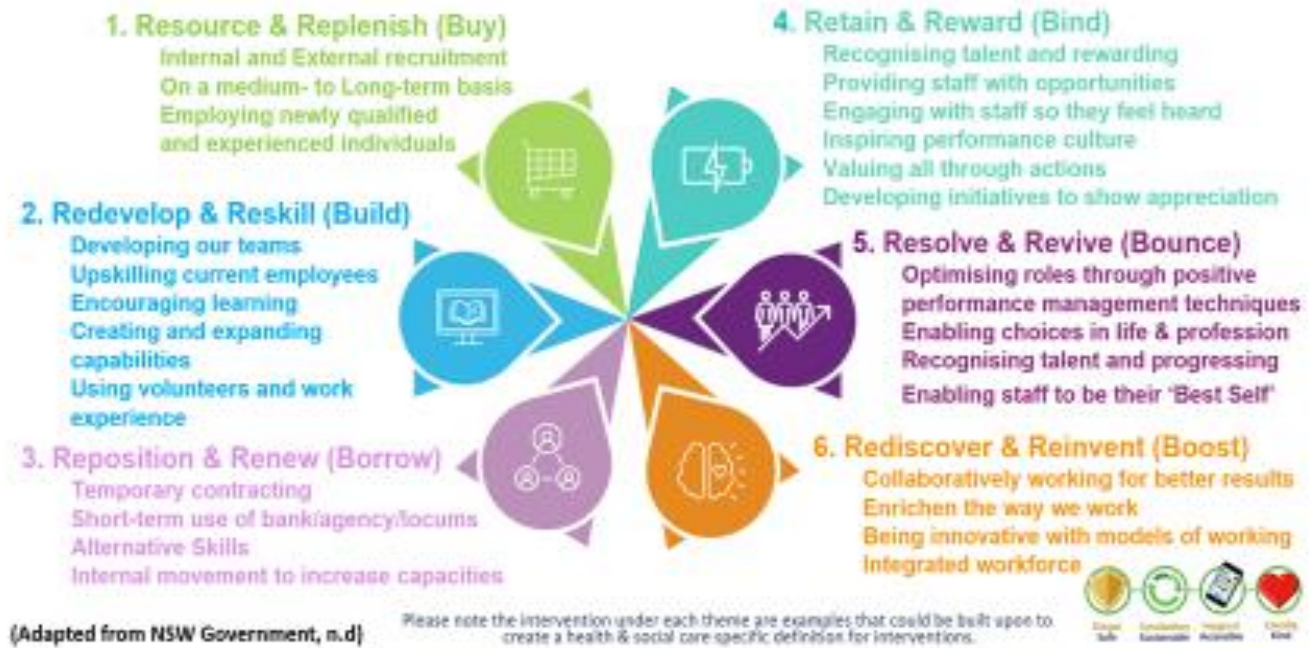 1. Resource & Replenish (Buy)
Internal and External recruitment
On a medium- to Long-term basis
Employing newly qualified
and experienced individuals
2. Redevelop & Reskill (Build)
Developing our teams
Upskilling current employees
Encouraging learning
Creating and expanding
capabilities
Using volunteers and work
experience
3. Reposition & Renew (Borrow)
Temporary contracting
Short-term use of bank/agency/locums
Alternative Skills
Internal movement to increase capacities
4. Retain & Reward (Bind)
Recognising talent and rewarding
Providing staff with opportunities
Engaging with staff so they feel heard
Inspiring performance culture
Valuing all through actions
Developing initiatives to show appreciation
5. Resolve & Revive (Bounce)
Optimising roles through positive
performance management techniques
Enabling choices in life & profession
Recognising talent and progressing
Enabling staff to be their 'Best Self'
6. Rediscover & Reinvent (Boost)
Collaboratively working for better results
Enrichen the way we work
Being innovative with models of working
Integrated workforce
(Adapted from NSW Government, n.d)
Please note the intervention under each theme are examples that could be built upon to
create a health & social care specific definition for interventions.